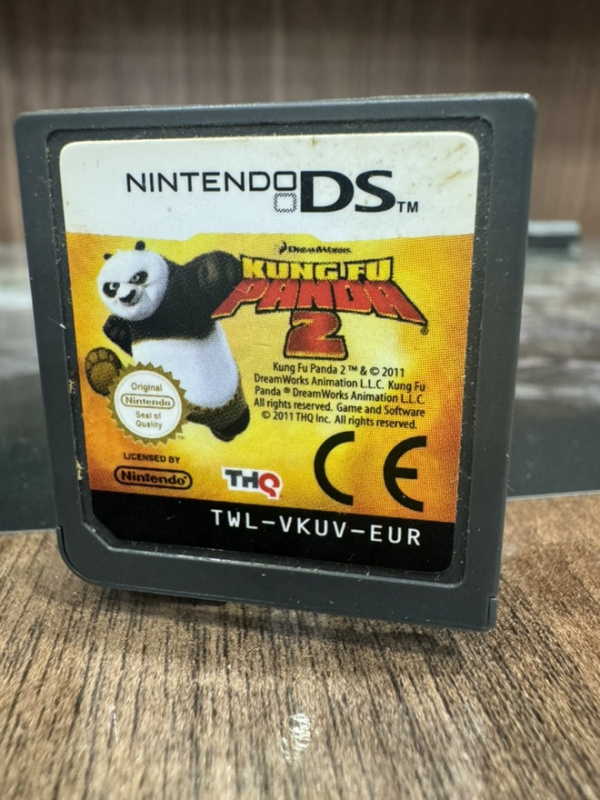 NINTENDO DS™
DREAMWORKS
KUNG FU
PANDA
2
Kung Fu Panda 2 ™ & © 2011
DreamWorks Animation L.L.C. Kung Fu
Panda ® DreamWorks Animation L.L.C.
All rights reserved. Game and Software
© 2011 THQ Inc. All rights reserved.
Original
Nintendo
Seal of
Quality
LICENSED BY
Nintendo®
THQ
CE
TWL-VKUV-EUR